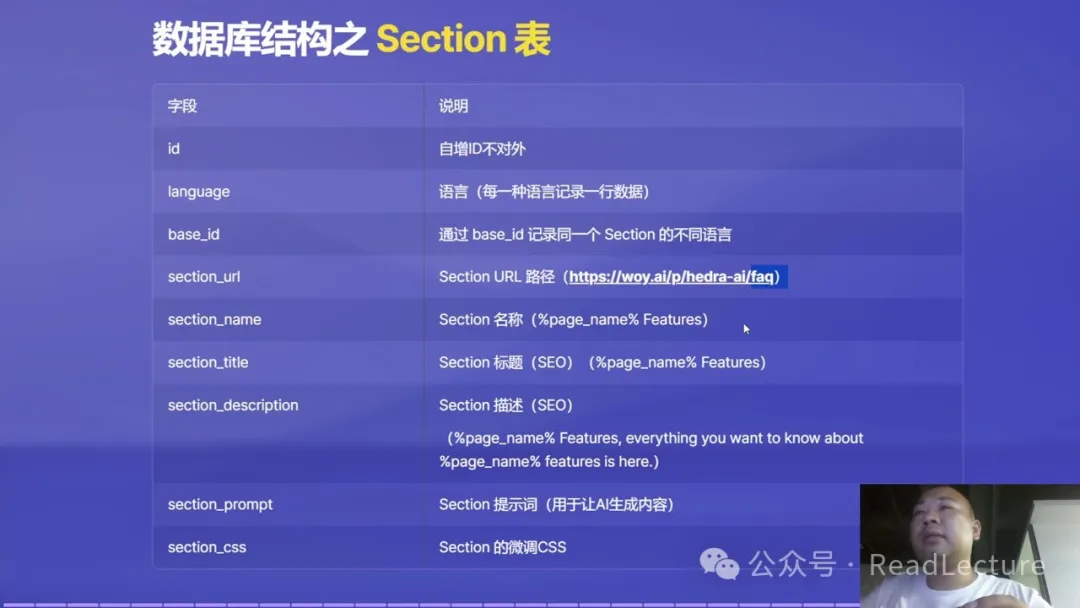 数据库结构之 Section 表
字段 说明
id 自增ID不对外
language 语言（每一种语言记录一行数据）
base_id 通过 base_id 记录同一个 Section 的不同语言
section_url Section URL 路径（https://woy.ai/p/hedra-ai/faq）
section_name Section 名称（%page_name% Features）
section_title Section 标题（SEO）（%page_name% Features）
section_description Section 描述（SEO）
（%page_name% Features, everything you want to know about
%page_name% features is here.）
section_prompt Section 提示词（用于让AI生成内容）
section_css Section 的微调CSS
公众号 · ReadLecture